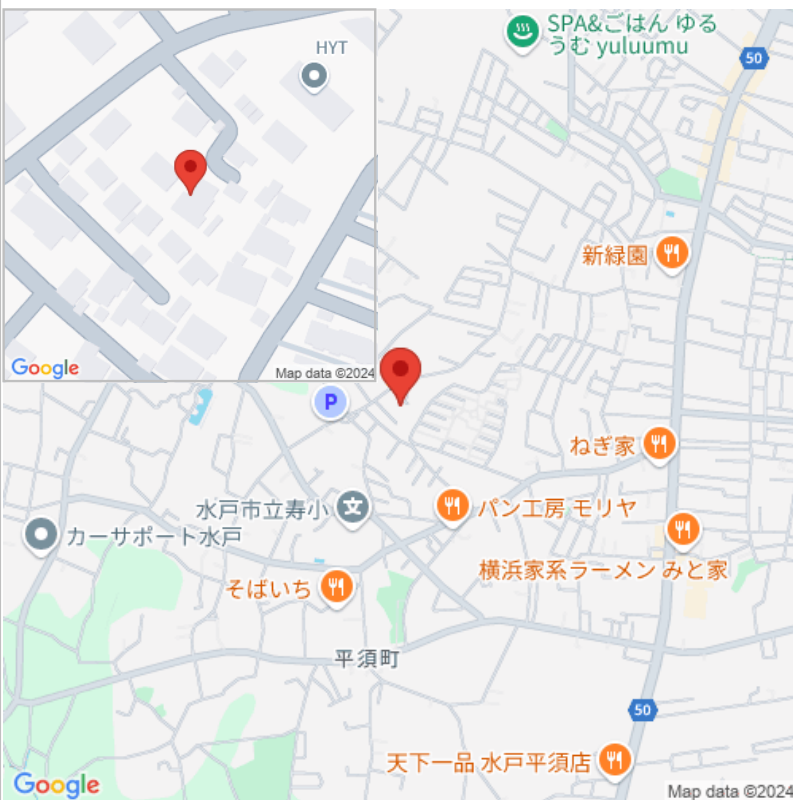 HYT
Google
Map data ©2024
SPA&ごはん ゆる
うむ yuluumu
50
新緑園
P
ねぎ家
水戸市立寿小
文
パン工房 モリヤ
カーサポート水戸
横浜家系ラーメン みと家
そばいち
平須町
50
天下一品 水戸平須店
Google
Map data ©2024